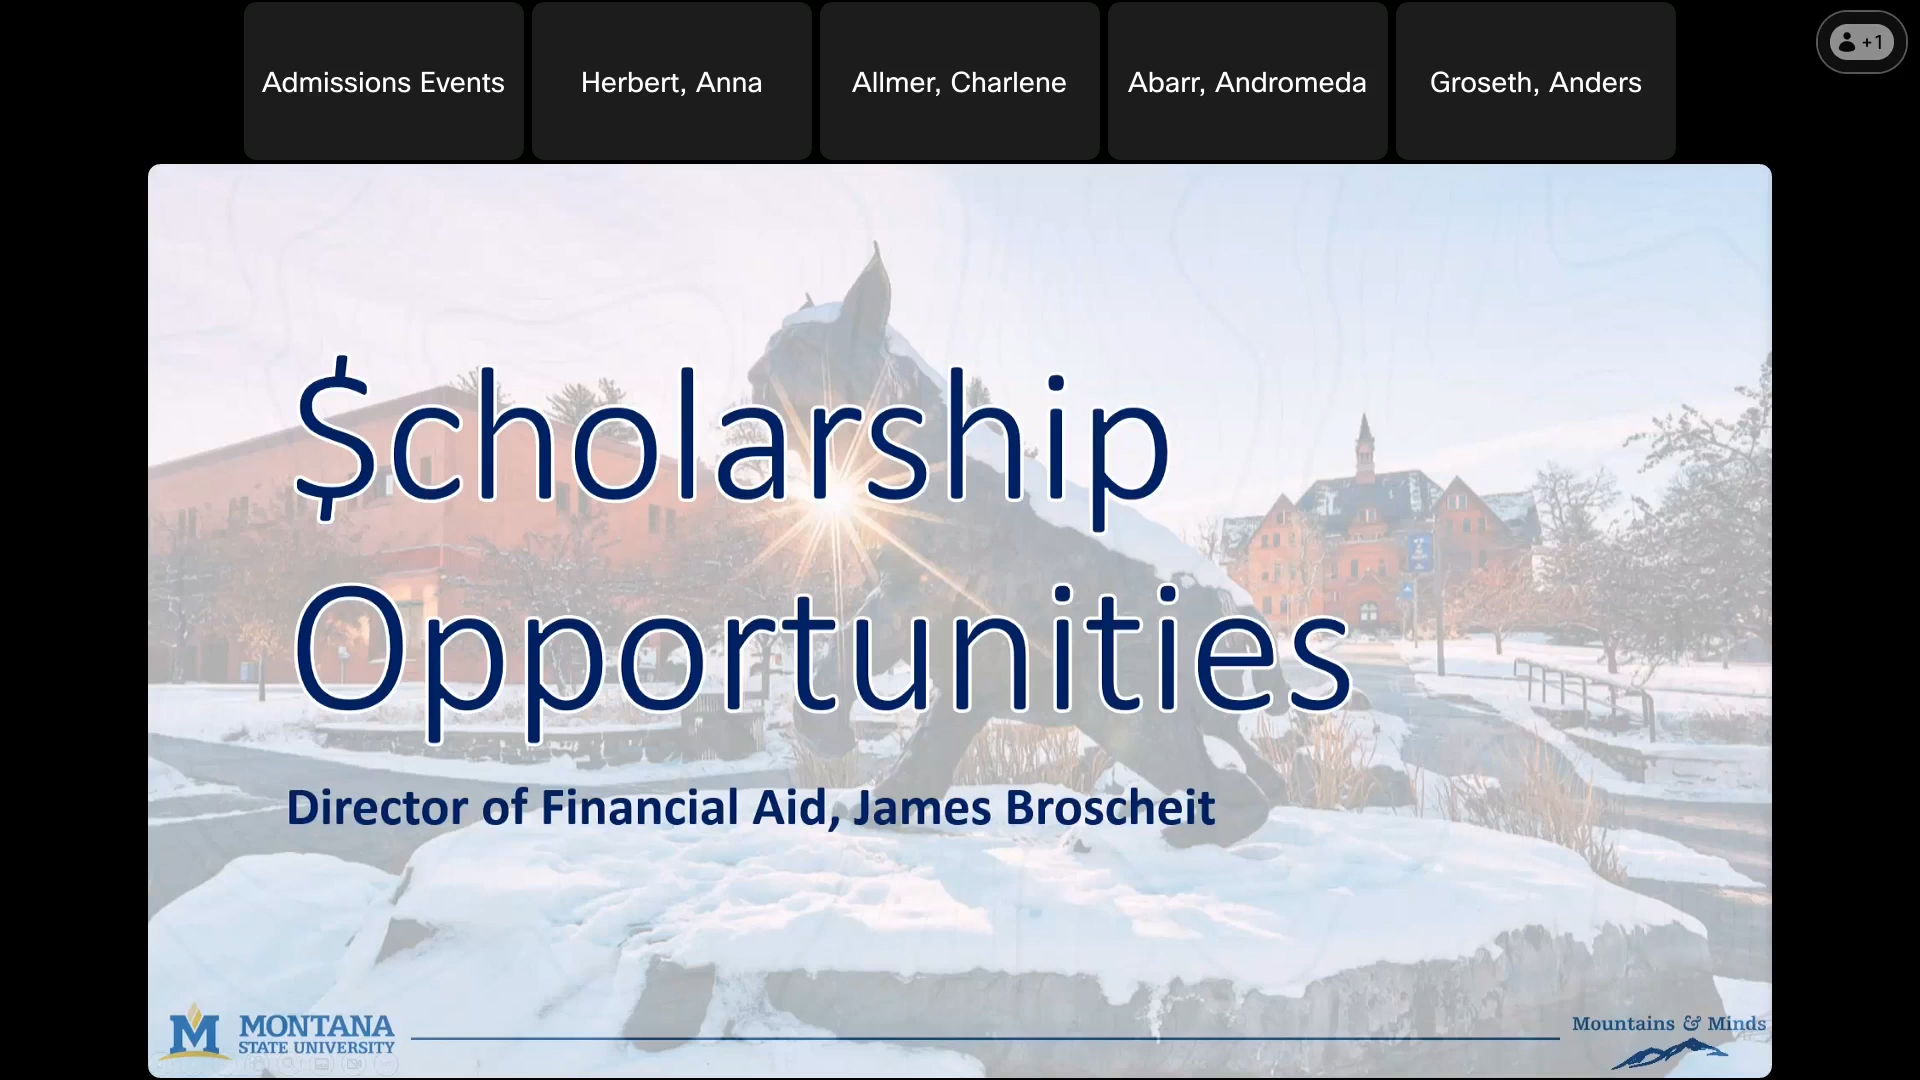 Admissions Events
Herbert, Anna
Allmer, Charlene
Abarr, Andromeda
Groseth, Anders
+1
$cholarship
Opportunities
Director of Financial Aid, James Broscheit
M
MONTANA
STATE UNIVERSITY
Mountains & Minds